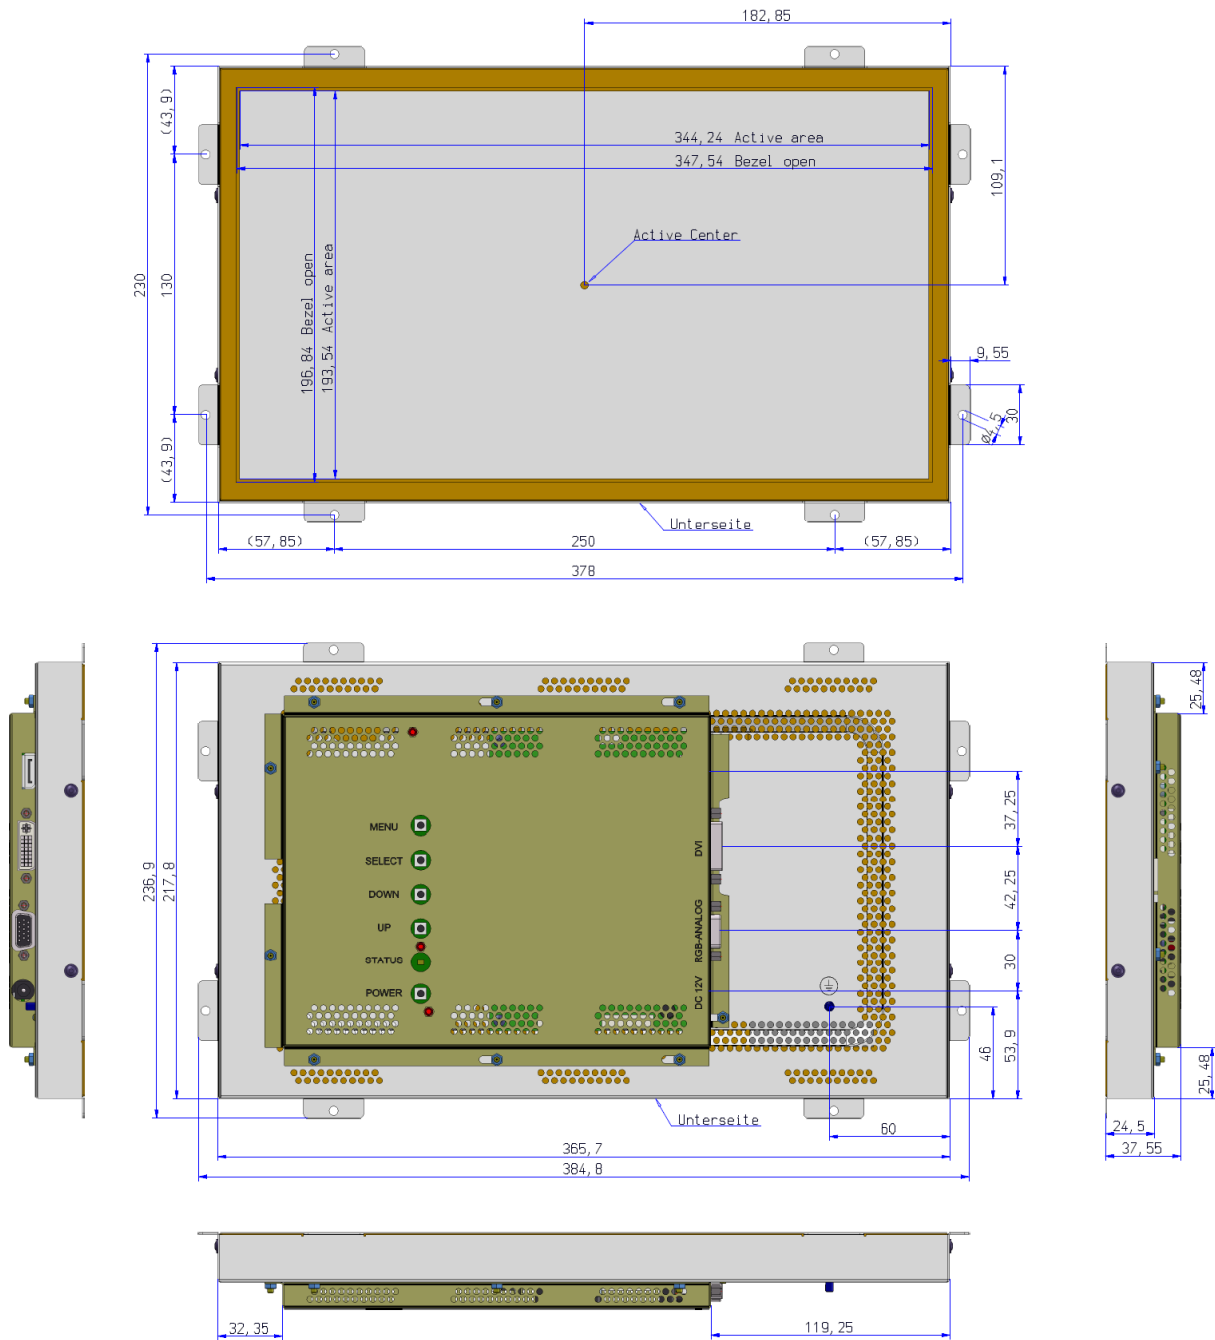 182,85
(43,9)
344,24 Active area
347,54 Bezel open
109,1
Active Center
230
130
196,84 Bezel open
193,54 Active area
9,55
30
Ø4,5
(43,9)
Unterseite
(57,85)
250
(57,85)
378
25,48
37,25
MENU
DVI
SELECT
236,9
217,8
DOWN
42,25
UP
RGB-ANALOG
STATUS
30
POWER
DC 12V
46
53,9
25,48
Unterseite
60
24,5
365,7
37,55
384,8
32,35
119,25